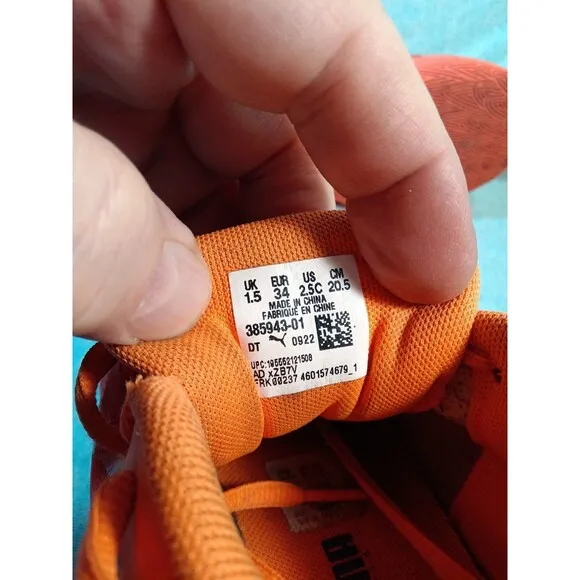 UK EUR US CM
1.5 34 2.5C 20.5
MADE IN CHINA
FABRIQUE EN CHINE
385943-01
DT 0922
UPC:195552121508
AD xZB7V
FRK00237 4601574679_1